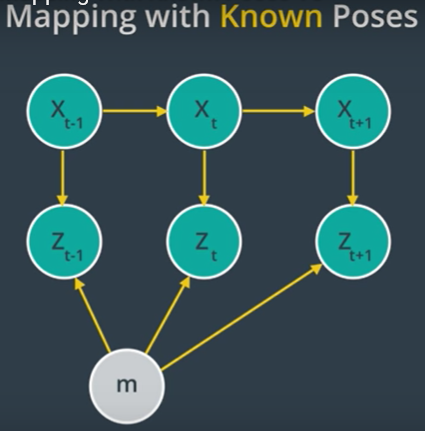 Mapping with Known Poses
X t-1 X t X t+1
Z t-1 Z t Z t+1
m